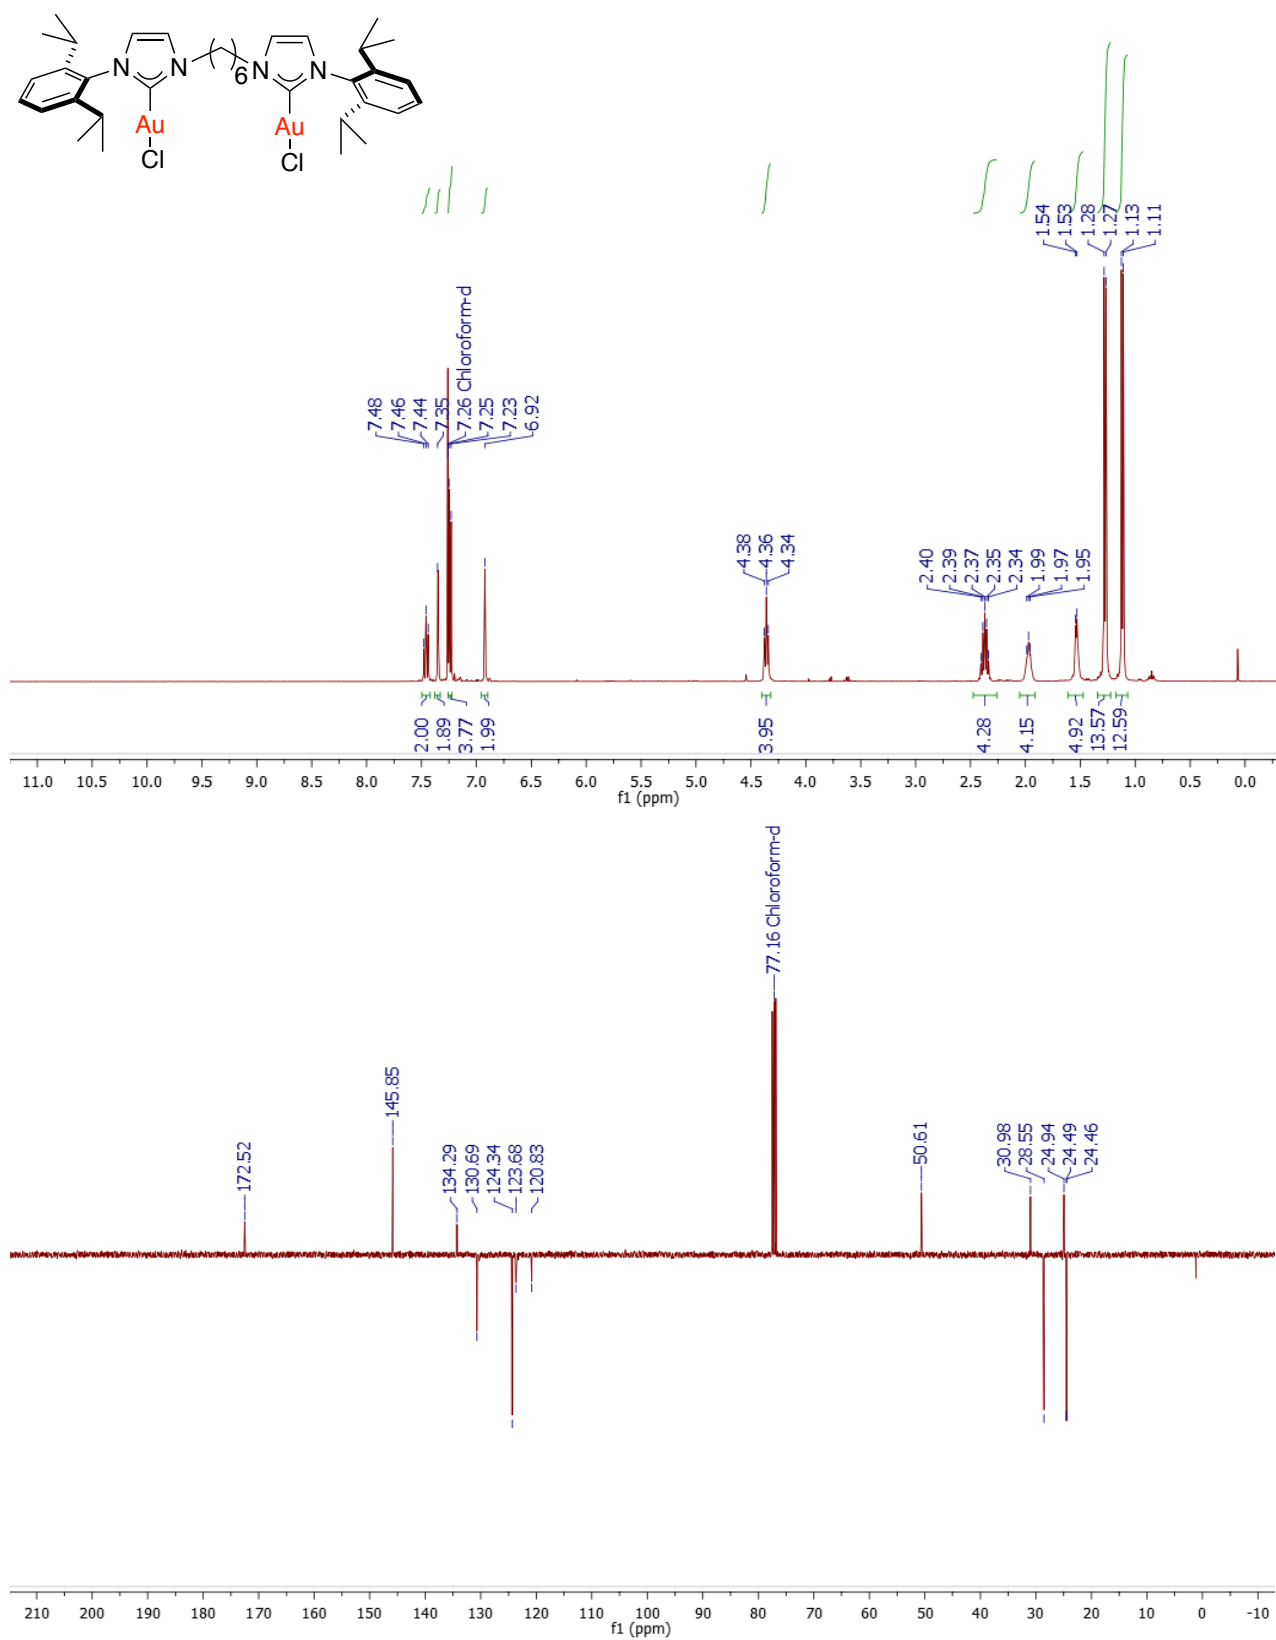 N N ( )6 N N
Au Au
Cl Cl
1.54 1.53 1.28 1.27 1.13 1.11
7.48 7.46 7.44 7.35 7.26 Chloroform-d 7.25 7.23 6.92
4.38 4.36 4.34
2.40 2.39 2.37 2.35 2.34 1.99 1.97 1.95
2.00 1.89 3.77 1.99 3.95 4.28 4.15 4.92 13.57 12.59
11.0 10.5 10.0 9.5 9.0 8.5 8.0 7.5 7.0 6.5 6.0 5.5 5.0 4.5 4.0 3.5 3.0 2.5 2.0 1.5 1.0 0.5 0.0
f1 (ppm)
77.16 Chloroform-d
172.52 145.85 134.29 130.69 124.34 123.68 120.83
50.61 30.98 28.55 24.94 24.49 24.46
210 200 190 180 170 160 150 140 130 120 110 100 90 80 70 60 50 40 30 20 10 0 -10
f1 (ppm)